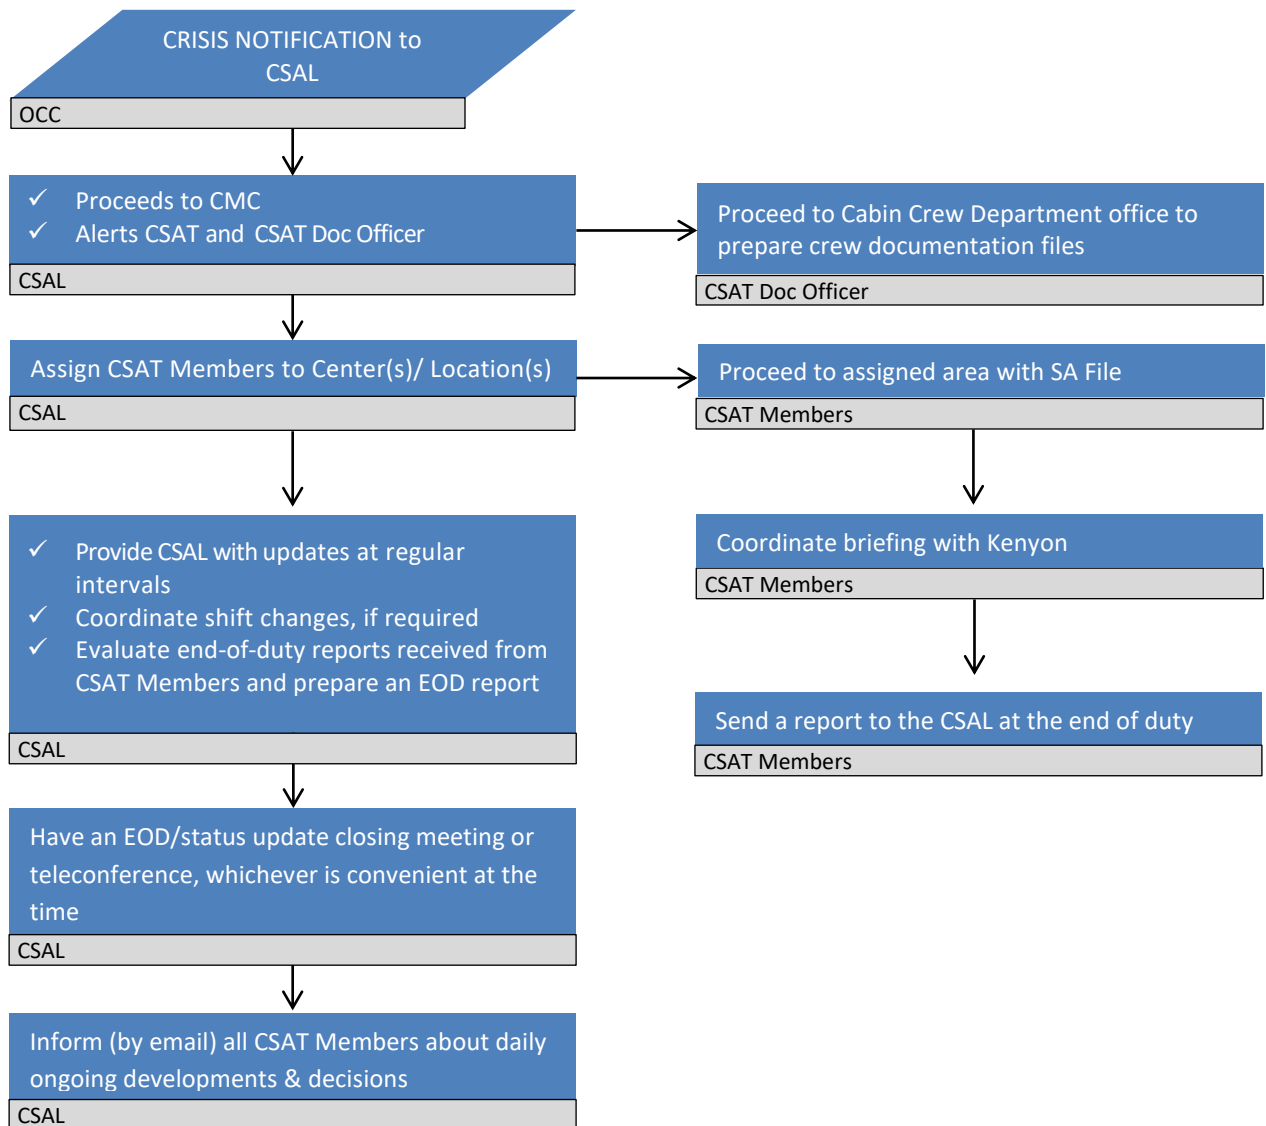 CRISIS NOTIFICATION to
CSAL
OCC
✓ Proceeds to CMC
✓ Alerts CSAT and CSAT Doc Officer
CSAL
Proceed to Cabin Crew Department office to
prepare crew documentation files
CSAT Doc Officer
Assign CSAT Members to Center(s)/ Location(s)
CSAL
Proceed to assigned area with SA File
CSAT Members
✓ Provide CSAL with updates at regular
intervals
✓ Coordinate shift changes, if required
✓ Evaluate end-of-duty reports received from
CSAT Members and prepare an EOD report
CSAL
Coordinate briefing with Kenyon
CSAT Members
Send a report to the CSAL at the end of duty
CSAT Members
Have an EOD/status update closing meeting or
teleconference, whichever is convenient at the
time
CSAL
Inform (by email) all CSAT Members about daily
ongoing developments & decisions
CSAL